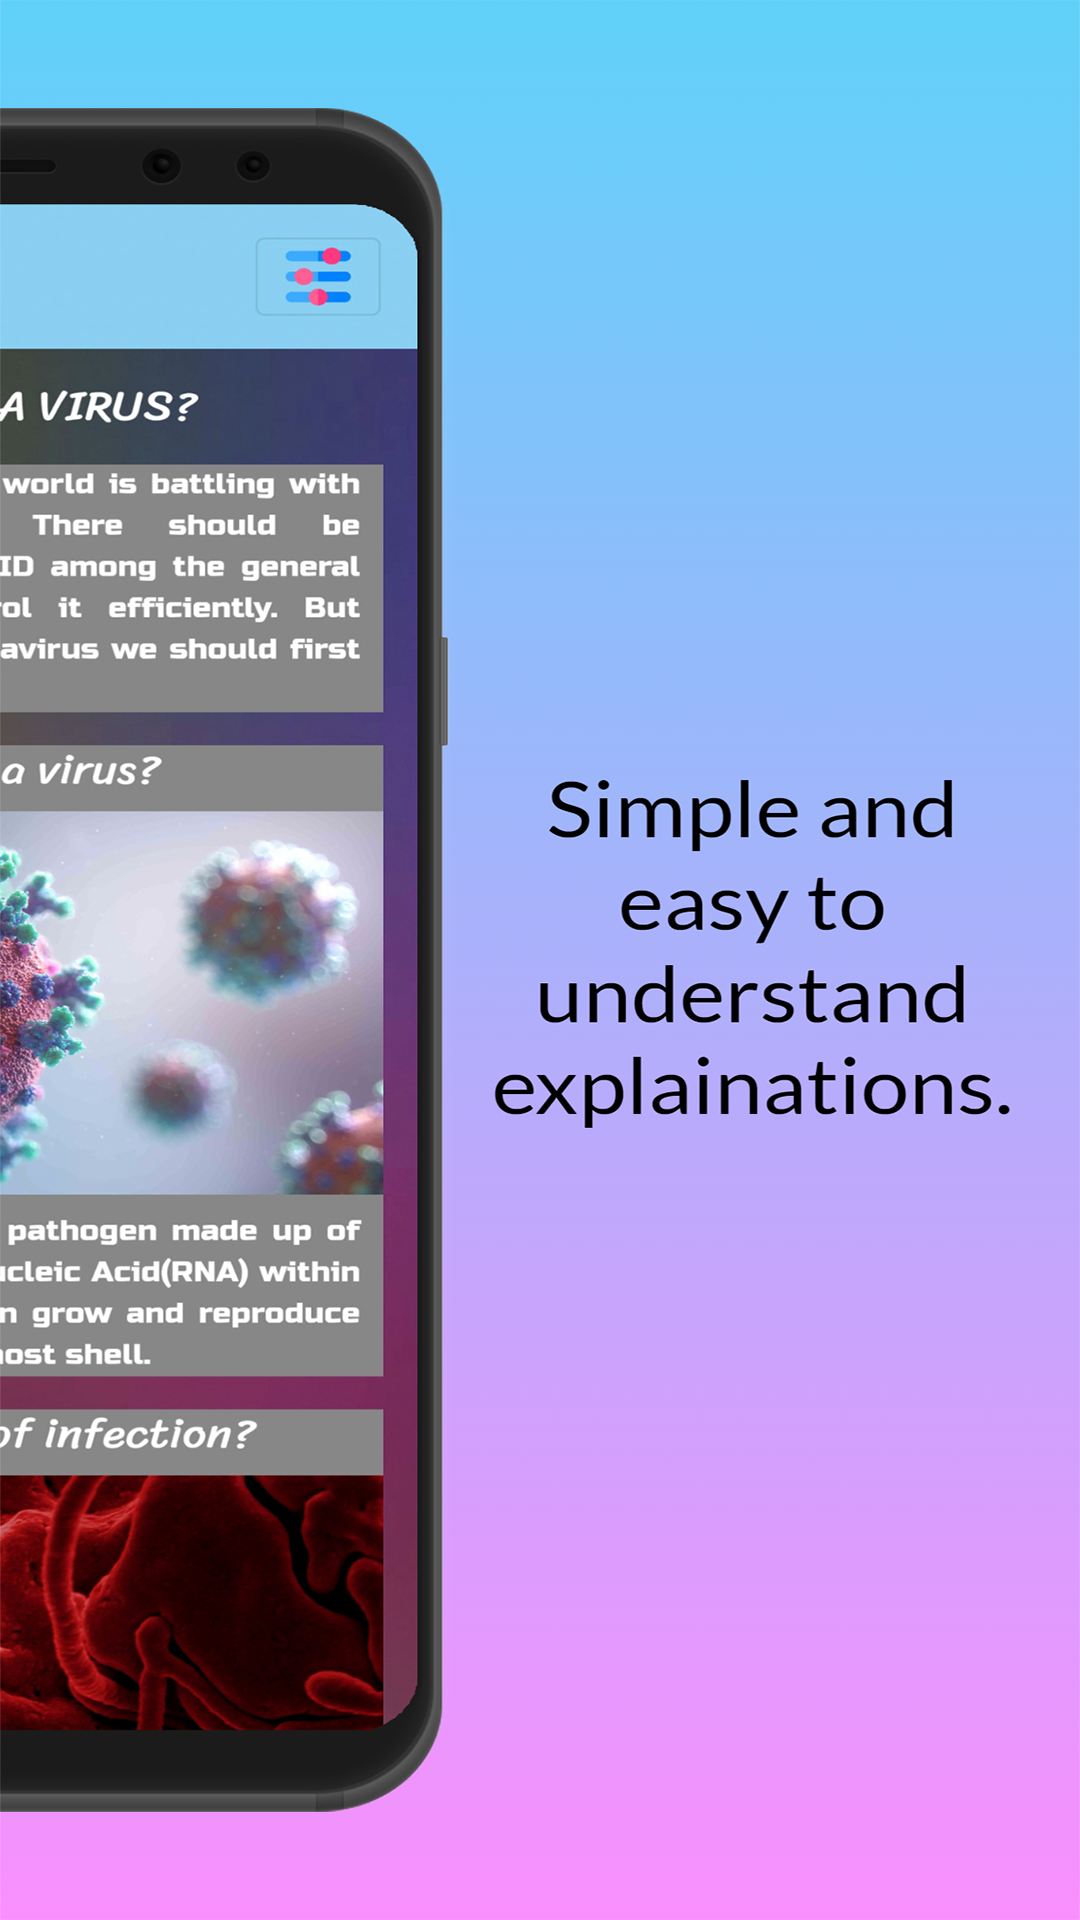 A VIRUS?
world is battling with
There should be
ID among the general
rol it efficiently. But
avirus we should first
a virus?
pathogen made up of
ucleic Acid(RNA) within
n grow and reproduce
host shell.
of infection?
Simple and
easy to
understand
explainations.